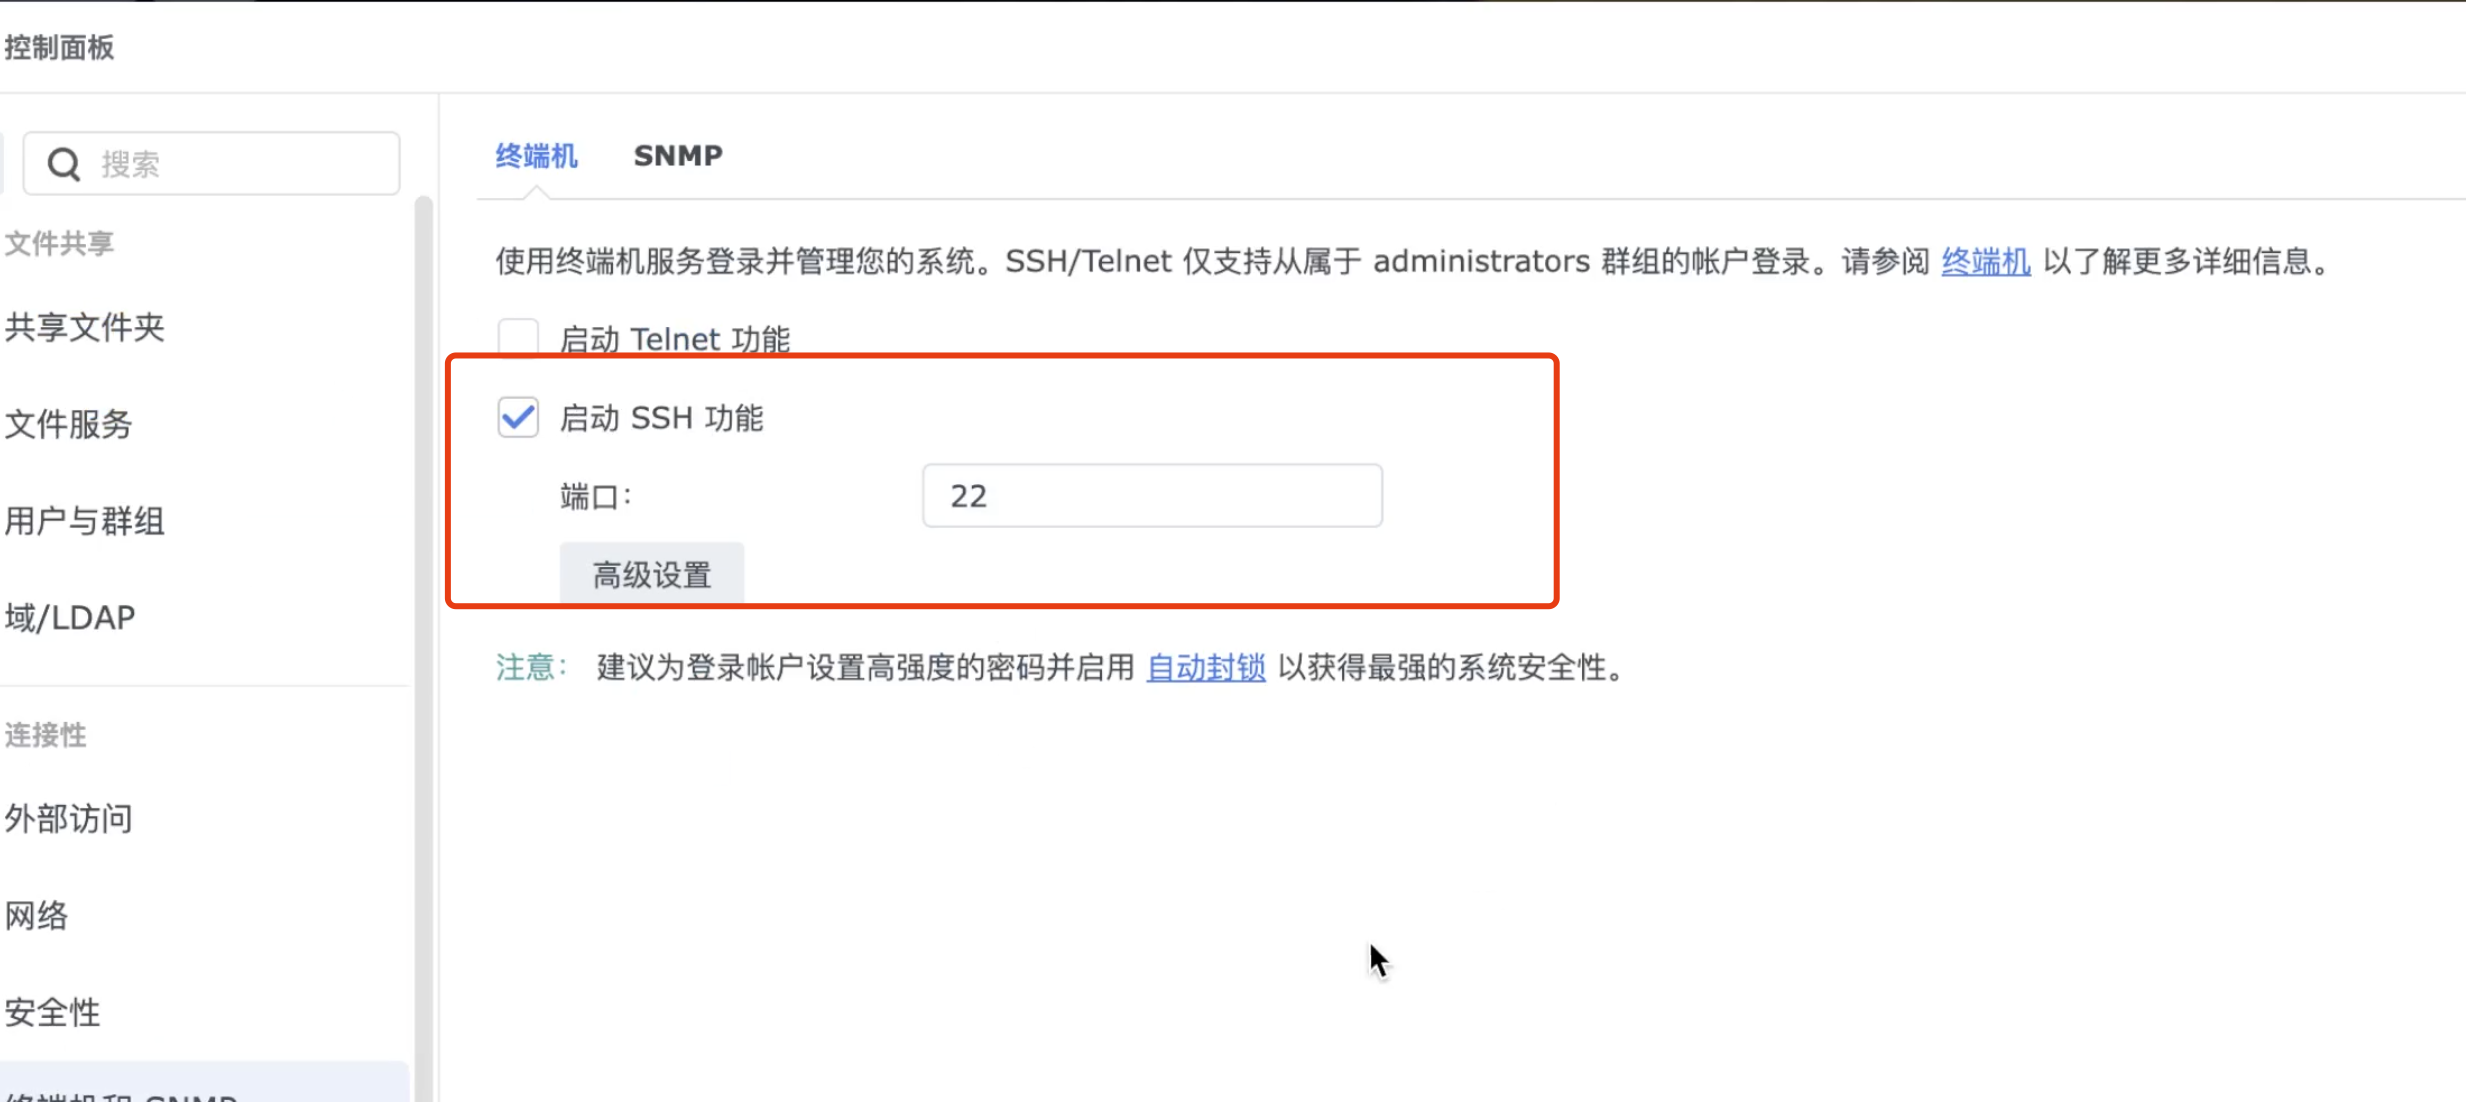 控制面板
搜索
文件共享
共享文件夹
文件服务
用户与群组
域/LDAP
连接性
外部访问
网络
安全性
终端机和 SNMP
终端机 SNMP
使用终端机服务登录并管理您的系统。SSH/Telnet 仅支持从属于 administrators 群组的帐户登录。请参阅 终端机 以了解更多详细信息。
启动 Telnet 功能
启动 SSH 功能
端口： 22
高级设置
注意： 建议为登录帐户设置高强度的密码并启用 自动封锁 以获得最强的系统安全性。